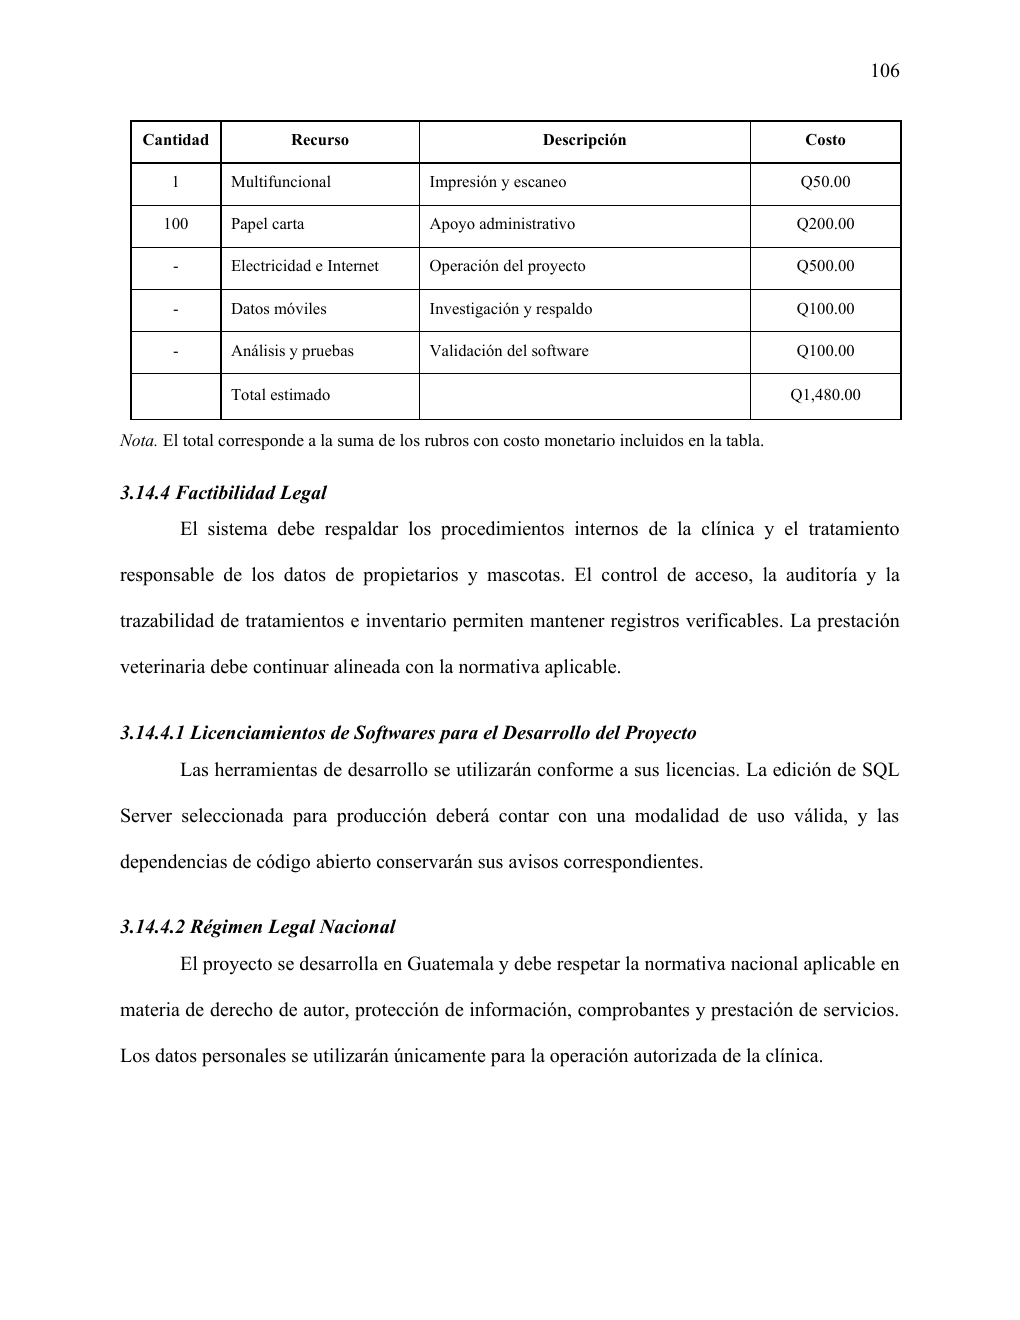 106
Cantidad Recurso Descripción Costo
1 Multifuncional Impresión y escaneo Q50.00
100 Papel carta Apoyo administrativo Q200.00
- Electricidad e Internet Operación del proyecto Q500.00
- Datos móviles Investigación y respaldo Q100.00
- Análisis y pruebas Validación del software Q100.00
Total estimado Q1,480.00
Nota. El total corresponde a la suma de los rubros con costo monetario incluidos en la tabla.
3.14.4 Factibilidad Legal
El sistema debe respaldar los procedimientos internos de la clínica y el tratamiento
responsable de los datos de propietarios y mascotas. El control de acceso, la auditoría y la
trazabilidad de tratamientos e inventario permiten mantener registros verificables. La prestación
veterinaria debe continuar alineada con la normativa aplicable.
3.14.4.1 Licenciamientos de Softwares para el Desarrollo del Proyecto
Las herramientas de desarrollo se utilizarán conforme a sus licencias. La edición de SQL
Server seleccionada para producción deberá contar con una modalidad de uso válida, y las
dependencias de código abierto conservarán sus avisos correspondientes.
3.14.4.2 Régimen Legal Nacional
El proyecto se desarrolla en Guatemala y debe respetar la normativa nacional aplicable en
materia de derecho de autor, protección de información, comprobantes y prestación de servicios.
Los datos personales se utilizarán únicamente para la operación autorizada de la clínica.